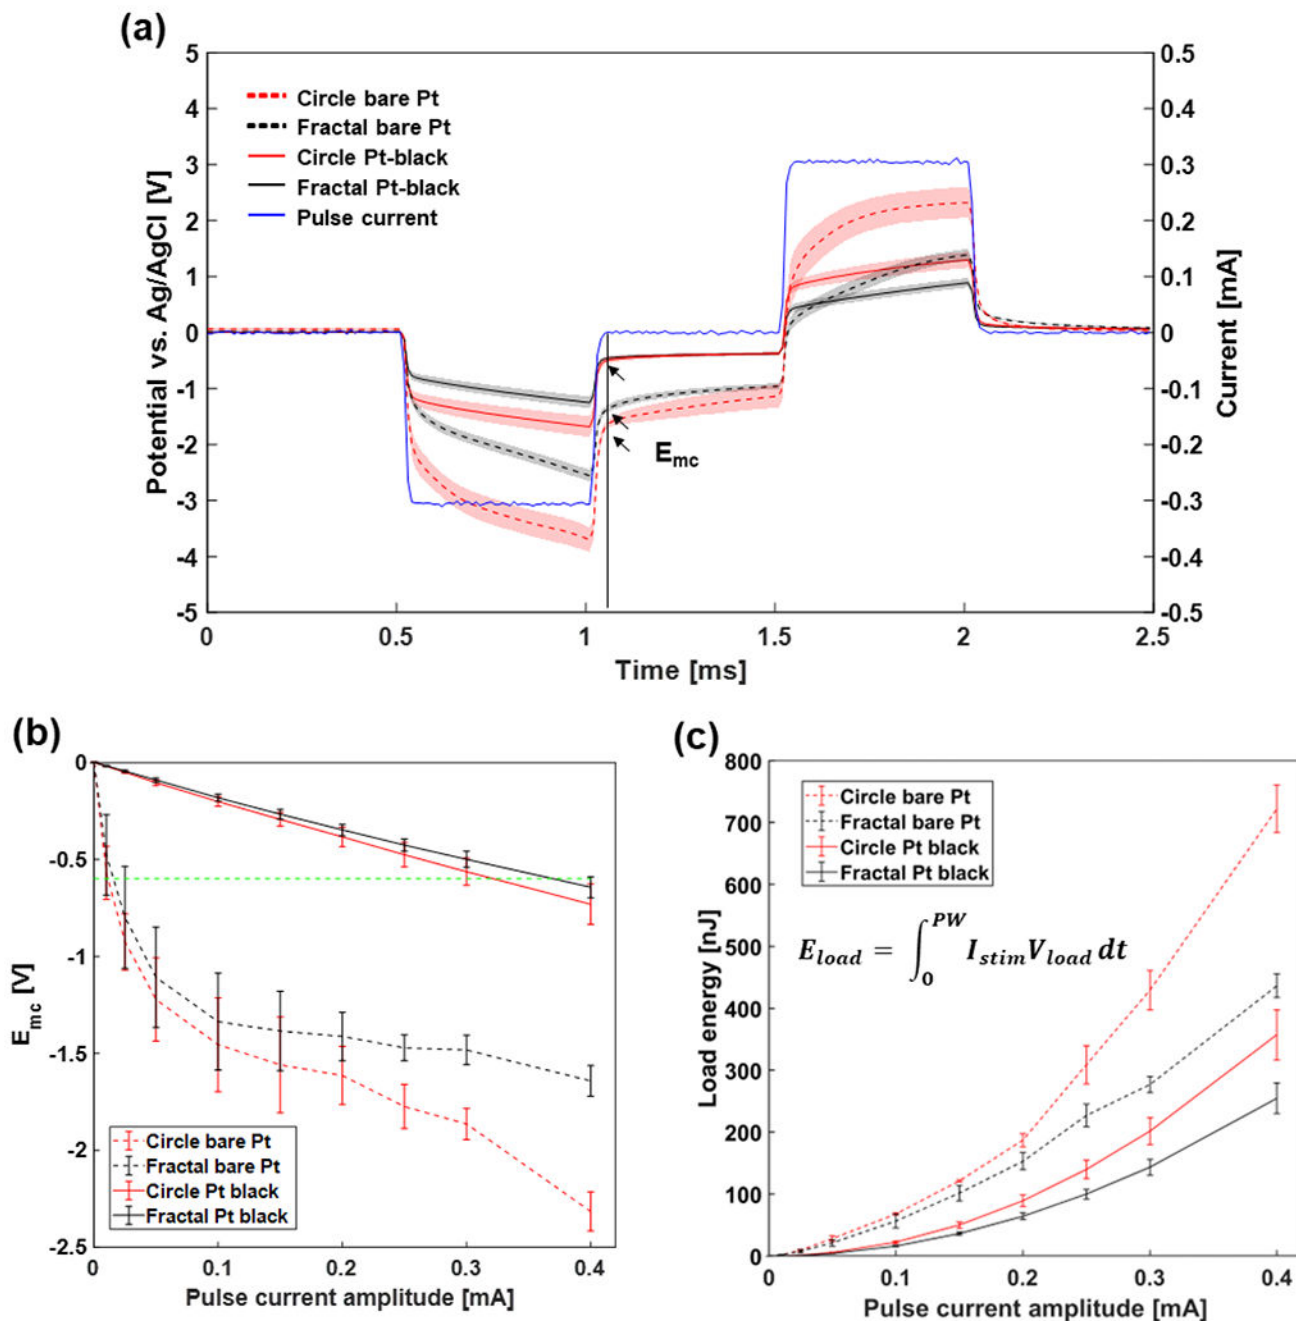 (a)
5
4
3
2
1
0
-1
-2
-3
-4
-5
Potential vs. Ag/AgCl [V]
Circle bare Pt
Fractal bare Pt
Circle Pt-black
Fractal Pt-black
Pulse current
E_mc
0.5
0.4
0.3
0.2
0.1
0
-0.1
-0.2
-0.3
-0.4
-0.5
Current [mA]
0 0.5 1 1.5 2 2.5
Time [ms]
(b)
0
-0.5
-1
-1.5
-2
-2.5
E_mc [V]
Circle bare Pt
Fractal bare Pt
Circle Pt black
Fractal Pt black
0 0.1 0.2 0.3 0.4
Pulse current amplitude [mA]
(c)
800
700
600
500
400
300
200
100
0
Load energy [nJ]
Circle bare Pt
Fractal bare Pt
Circle Pt black
Fractal Pt black
E_load = ∫_0^PW I_stim V_load dt
0 0.1 0.2 0.3 0.4
Pulse current amplitude [mA]